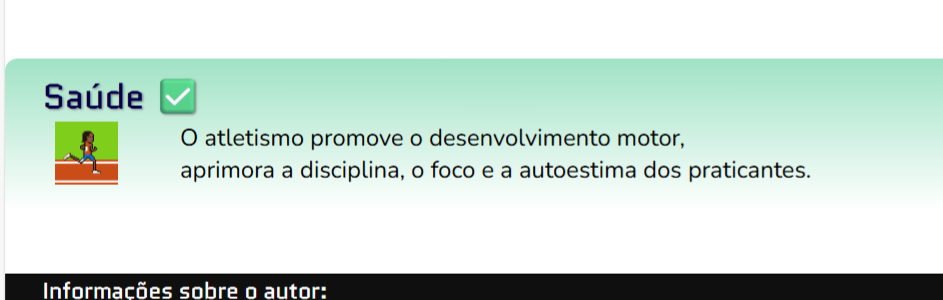 Saúde ✅
O atletismo promove o desenvolvimento motor,
aprimora a disciplina, o foco e a autoestima dos praticantes.
Informações sobre o autor: